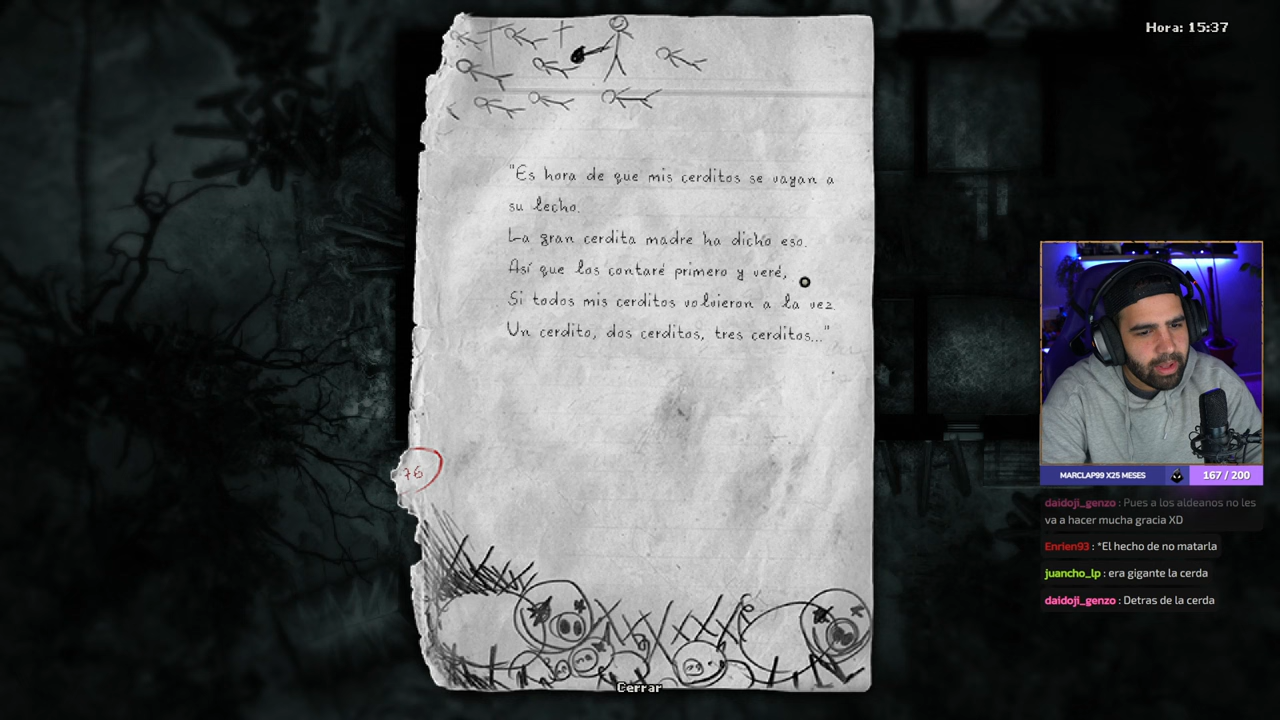 Hora: 15:37
"Es hora de que mis cerditos se vayan a
su lecho.
La gran cerdita madre ha dicho eso.
Así que los contaré primero y veré,
Si todos mis cerditos volvieron a la vez
Un cerdito, dos cerditos, tres cerditos..."
76
Cerrar
MARCLAP99 X25 MESES
167 / 200
daidoji_genzo : Pues a los aldeanos no les
va a hacer mucha gracia XD
Enrien93 : *El hecho de no matarla
juancho_lp : era gigante la cerda
daidoji_genzo : Detras de la cerda